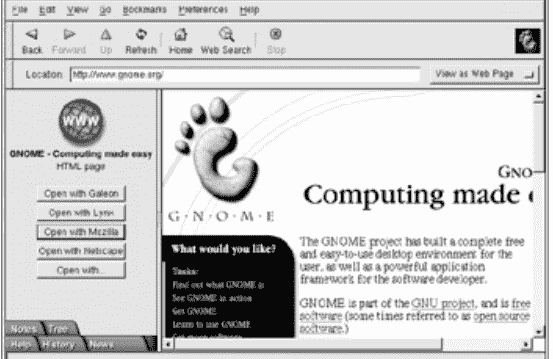 File Edit View Go Bookmarks Preferences Help
Back Forward Up Refresh Home Web Search Stop
Location: http://www.gnome.org/ View as Web Page
WWW
GNOME - Computing made easy
HTML page
Open with Galeon
Open with Lynx
Open with Mozilla
Open with Netscape
Open with...
Notes Tree
Help History News
G·N·O·M·E
GNO
Computing made e
What would you like?
Tasks:
Find out what GNOME is
See GNOME in action
Get GNOME
Learn to use GNOME
Get more software
The GNOME project has built a complete free
and easy-to-use desktop environment for the
user, as well as a powerful application
framework for the software developer.
GNOME is part of the GNU project, and is free
software (some times referred to as open source
software.)